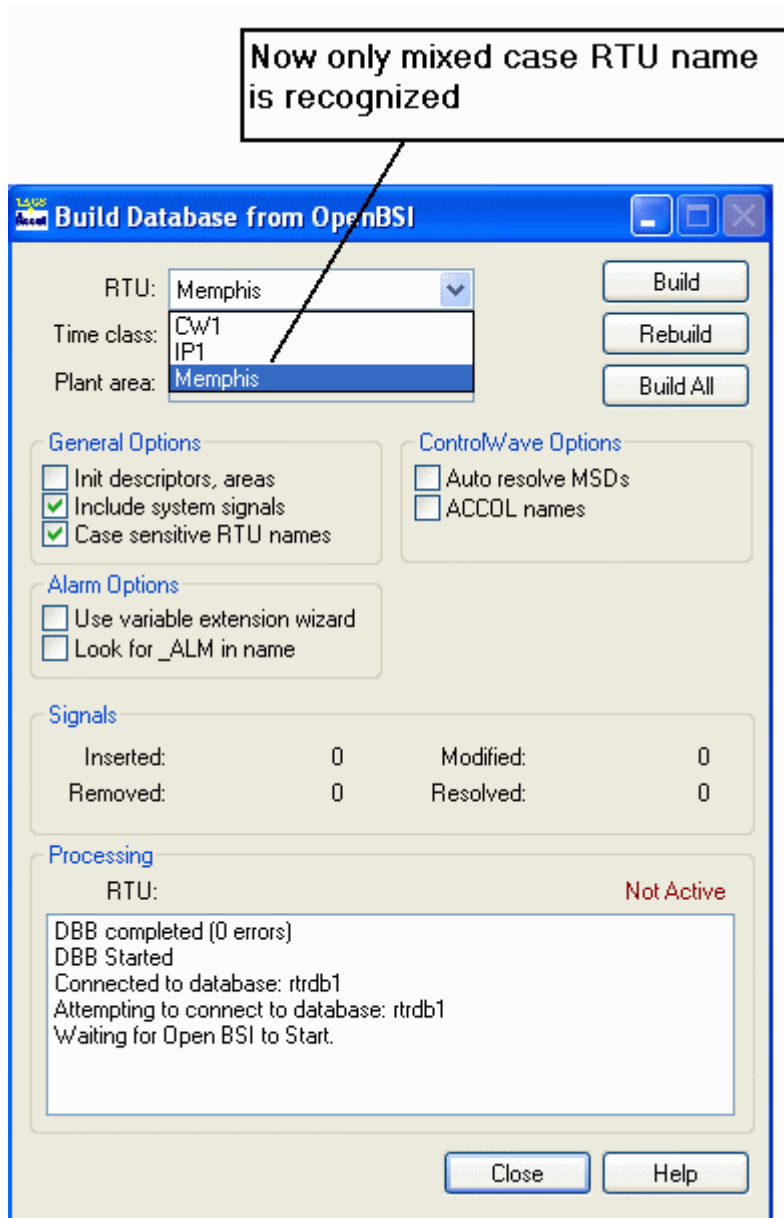 Now only mixed case RTU name
is recognized
Build Database from OpenBSI
RTU: Memphis Build
CW1
Time class: Rebuild
IP1
Plant area: Memphis Build All
General Options ControlWave Options
Init descriptors, areas Auto resolve MSDs
Include system signals ACCOL names
Case sensitive RTU names
Alarm Options
Use variable extension wizard
Look for _ALM in name
Signals
Inserted: 0 Modified: 0
Removed: 0 Resolved: 0
Processing
RTU: Not Active
DBB completed (0 errors)
DBB Started
Connected to database: rtrdb1
Attempting to connect to database: rtrdb1
Waiting for Open BSI to Start.
Close Help